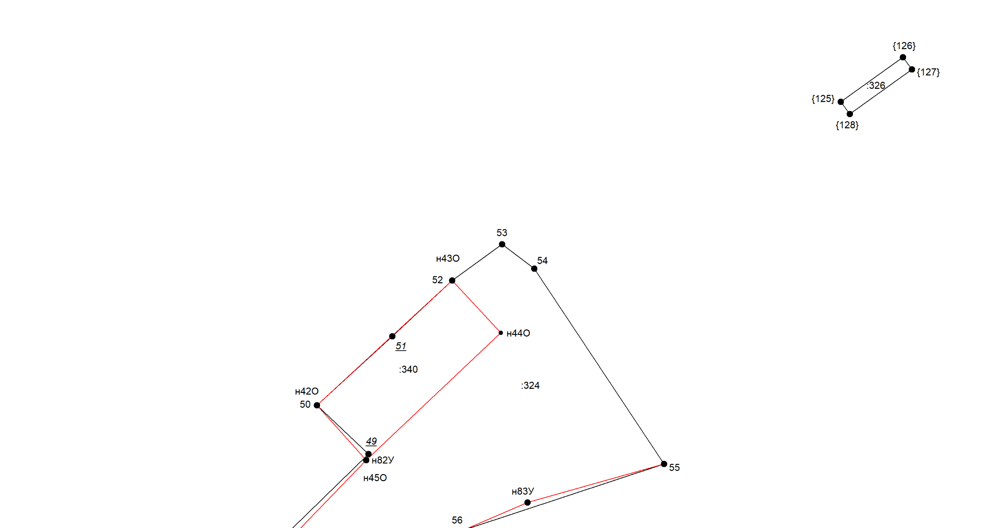 {126}
{127}
:326
{125}
{128}
53
н43О
54
52
н44О
51
:340
:324
н42О
50
49
н82У
55
н45О
н83У
56